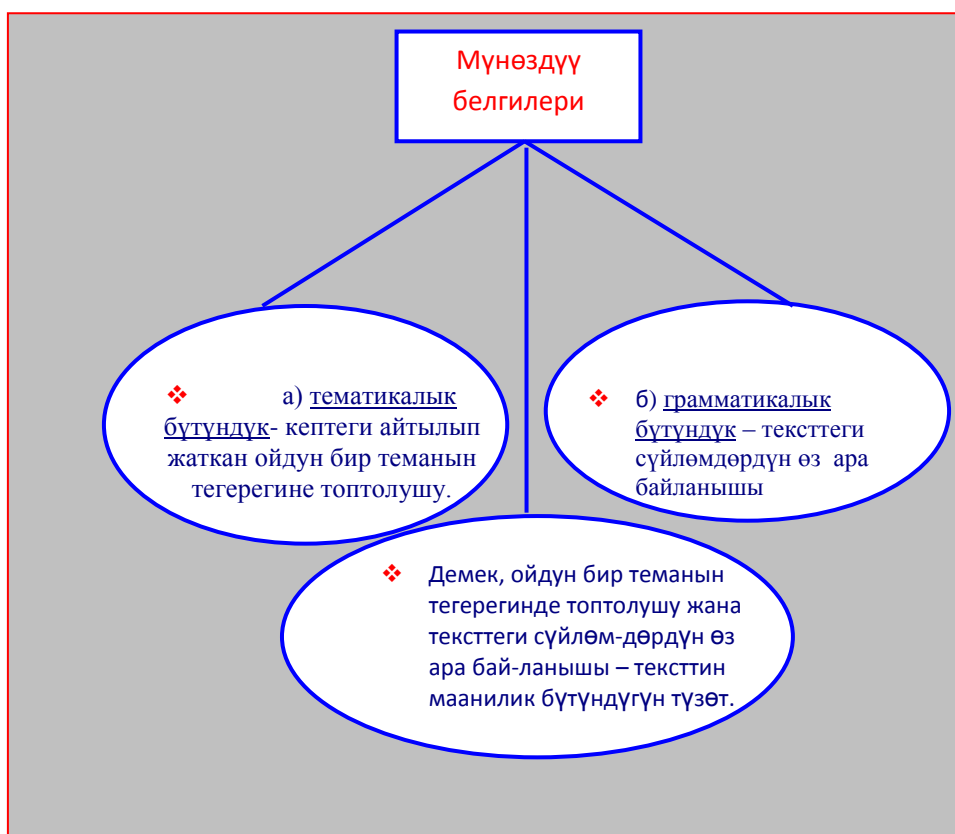 Мүнөздүү
белгилери
❖ а) тематикалык
бүтүндүк- кептеги айтылып
жаткан ойдун бир теманын
тегерегине топтолушу.
❖ б) грамматикалык
бүтүндүк – тексттеги
сүйлөмдөрдүн өз ара
байланышы
❖ Демек, ойдун бир теманын
тегерегинде топтолушу жана
тексттеги сүйлөм-дөрдүн өз
ара бай-ланышы – тексттин
маанилик бүтүндүгүн түзөт.